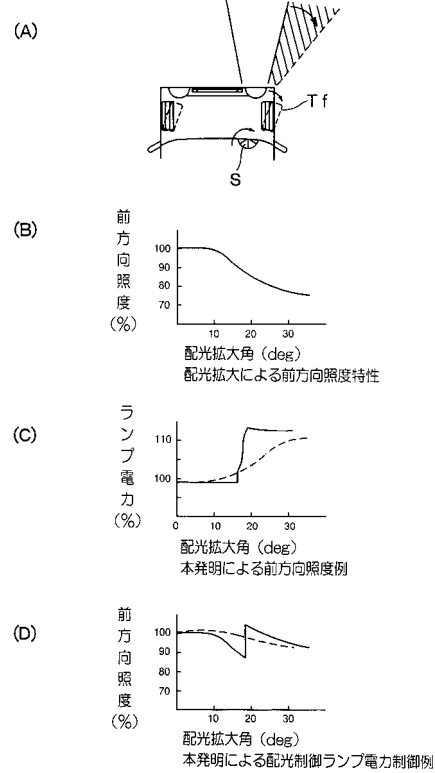 (A)
Tf
S
(B)
前方向照度(%)
100
90
80
70
10 20 30
配光拡大角 (deg)
配光拡大による前方向照度特性
(C)
ランプ電力(%)
110
100
0 10 20 30
配光拡大角 (deg)
本発明による前方向照度例
(D)
前方向照度(%)
100
90
80
70
10 20 30
配光拡大角 (deg)
本発明による配光制御ランプ電力制御例